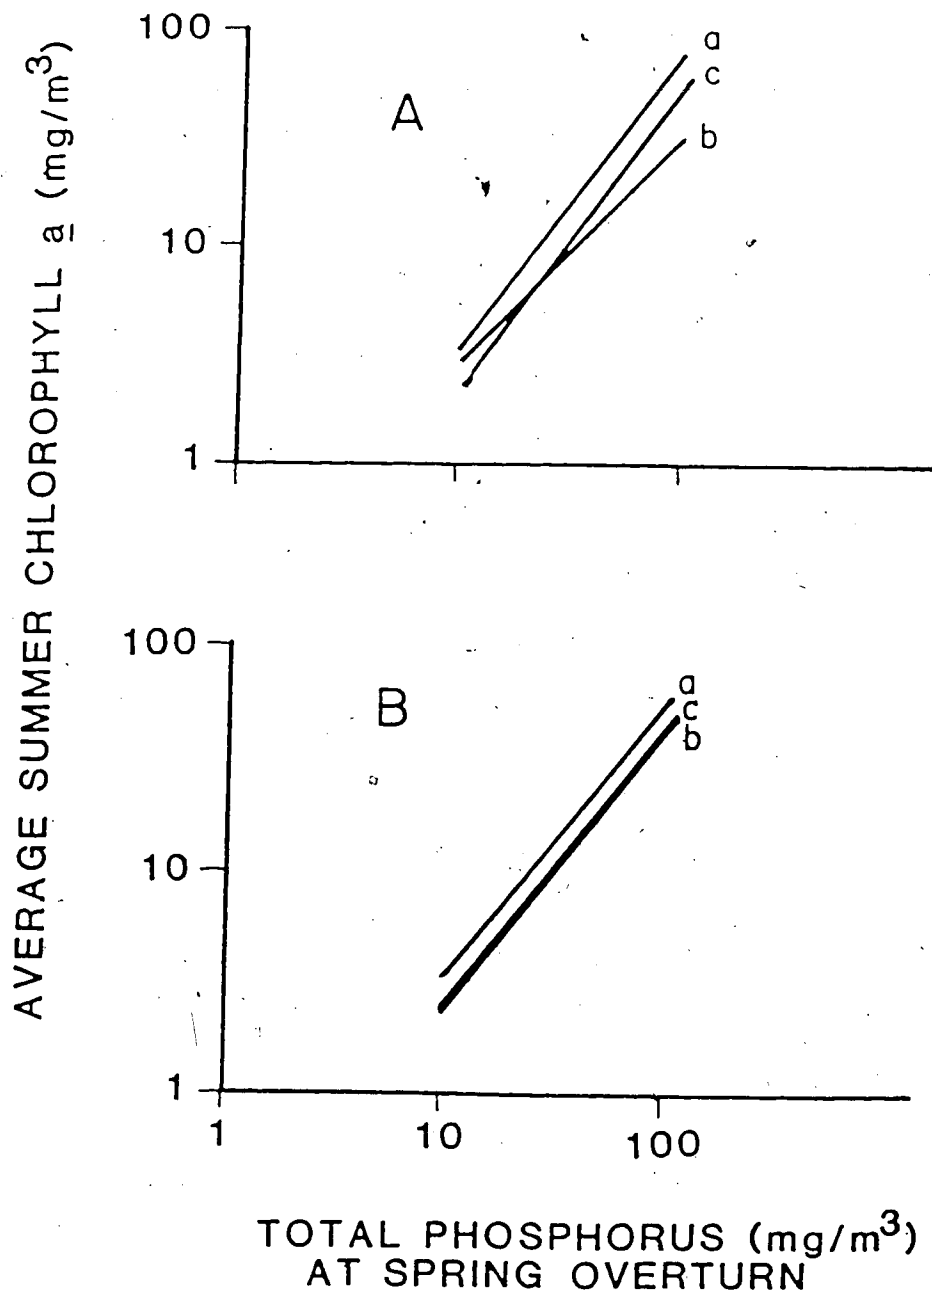 AVERAGE SUMMER CHLOROPHYLL a (mg/m³)
100
10
1
A
a
c
b
100
10
1
B
a
c
b
1
10
100
TOTAL PHOSPHORUS (mg/m³)
AT SPRING OVERTURN